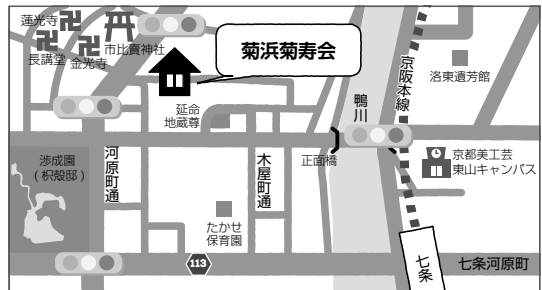 蓮光寺
市比賣神社
長講堂
金光寺
菊浜菊寿会
京阪本線
洛東遺芳館
鴨川
延命
地蔵尊
渉成園
(枳殻邸)
河原町通
木屋町通
正面橋
京都美工芸
東山キャンパス
たかせ
保育園
113
七条
七条河原町